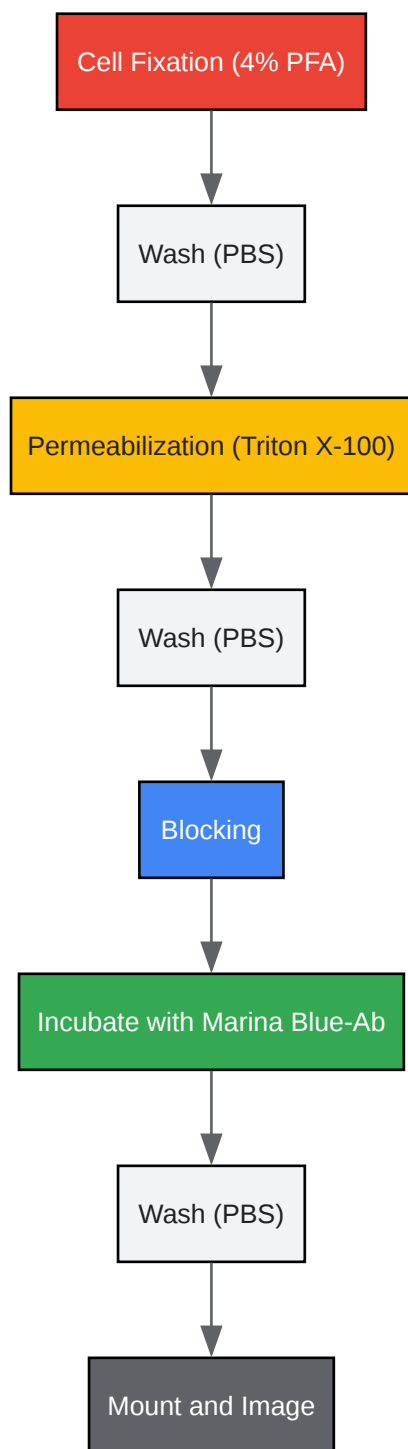 Cell Fixation (4% PFA)
Wash (PBS)
Permeabilization (Triton X-100)
Wash (PBS)
Blocking
Incubate with Marina Blue-Ab
Wash (PBS)
Mount and Image